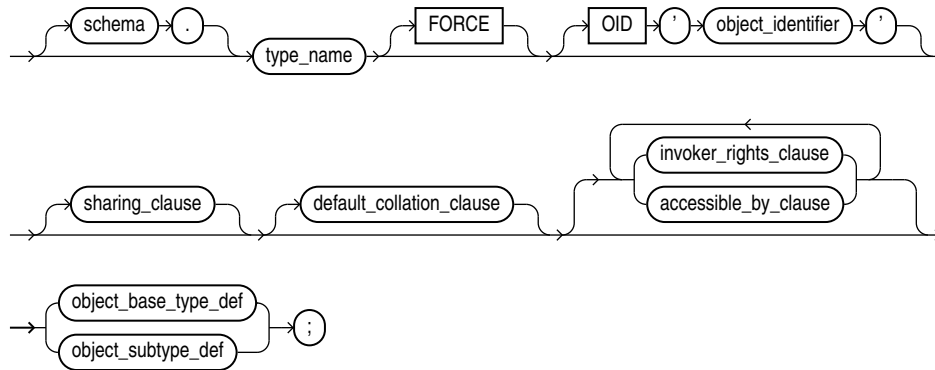 schema . type_name FORCE OID ' object_identifier '
sharing_clause default_collation_clause invoker_rights_clause
accessible_by_clause
object_base_type_def
object_subtype_def ;